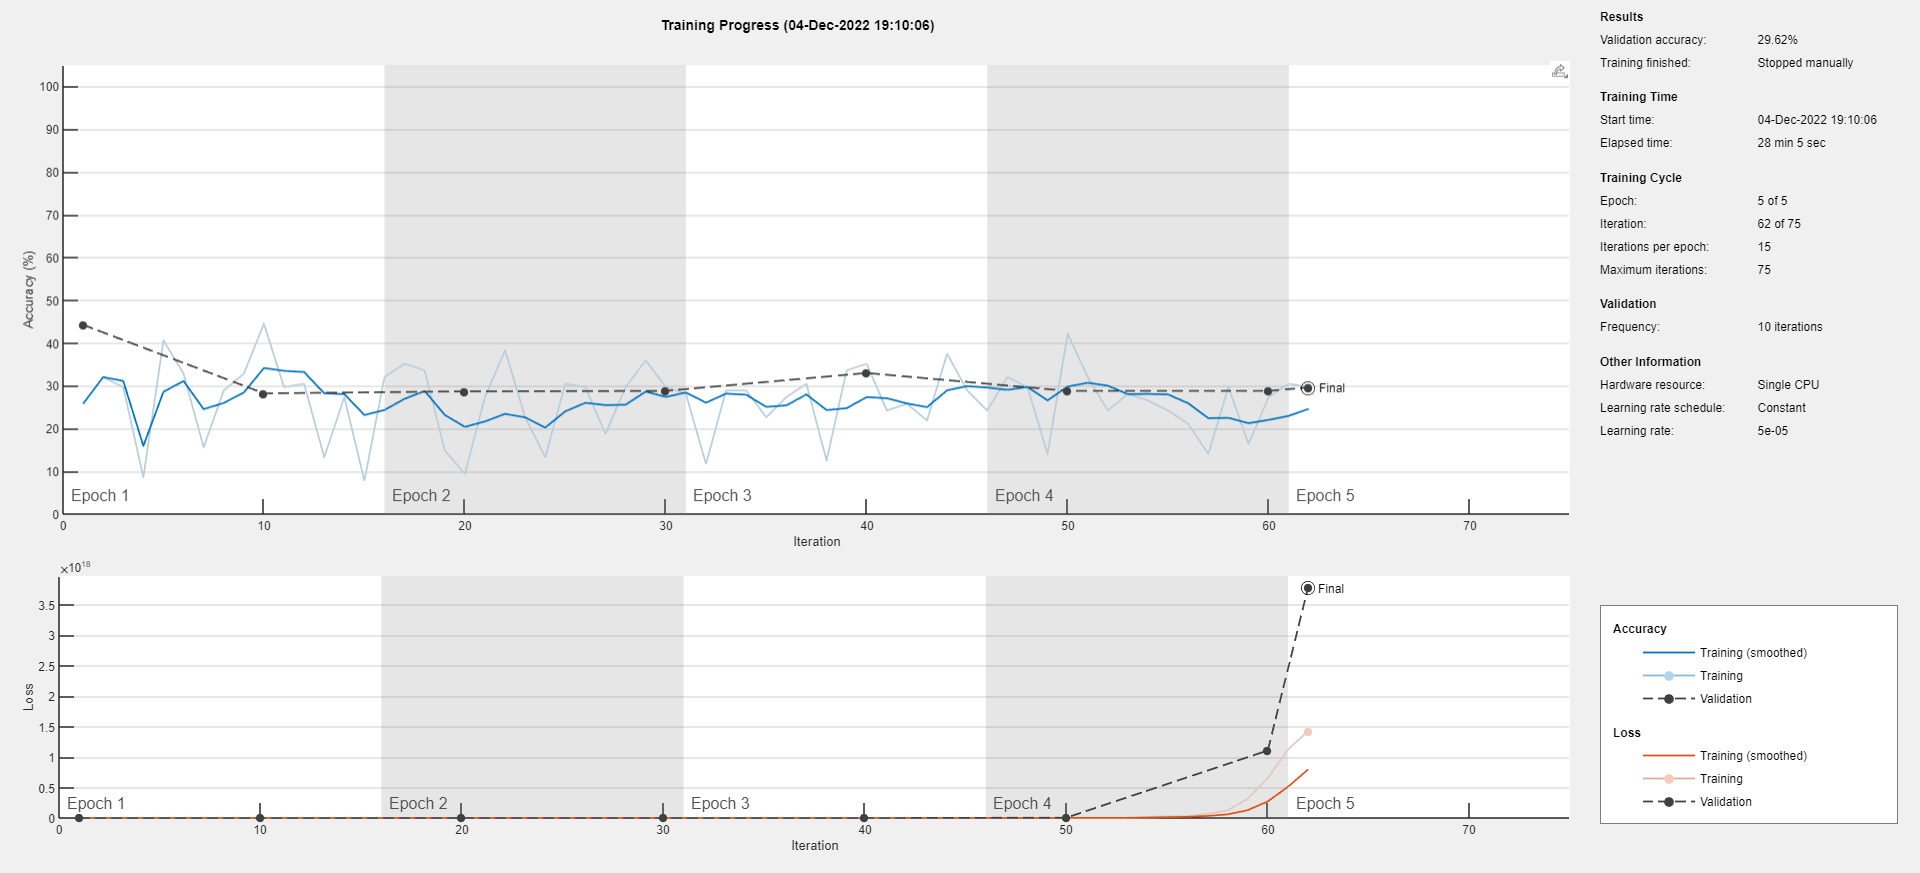 Training Progress (04-Dec-2022 19:10:06)
100
90
80
70
60
50
40
30
20
10
0
Accuracy (%)
Epoch 1
Epoch 2
Epoch 3
Epoch 4
Epoch 5
Final
0 10 20 30 40 50 60 70
Iteration
×10¹⁸
3.5
3
2.5
2
1.5
1
0.5
0
Loss
Epoch 1
Epoch 2
Epoch 3
Epoch 4
Epoch 5
Final
0 10 20 30 40 50 60 70
Iteration
Results
Validation accuracy: 29.62%
Training finished: Stopped manually
Training Time
Start time: 04-Dec-2022 19:10:06
Elapsed time: 28 min 5 sec
Training Cycle
Epoch: 5 of 5
Iteration: 62 of 75
Iterations per epoch: 15
Maximum iterations: 75
Validation
Frequency: 10 iterations
Other Information
Hardware resource: Single CPU
Learning rate schedule: Constant
Learning rate: 5e-05
Accuracy
Training (smoothed)
Training
Validation
Loss
Training (smoothed)
Training
Validation